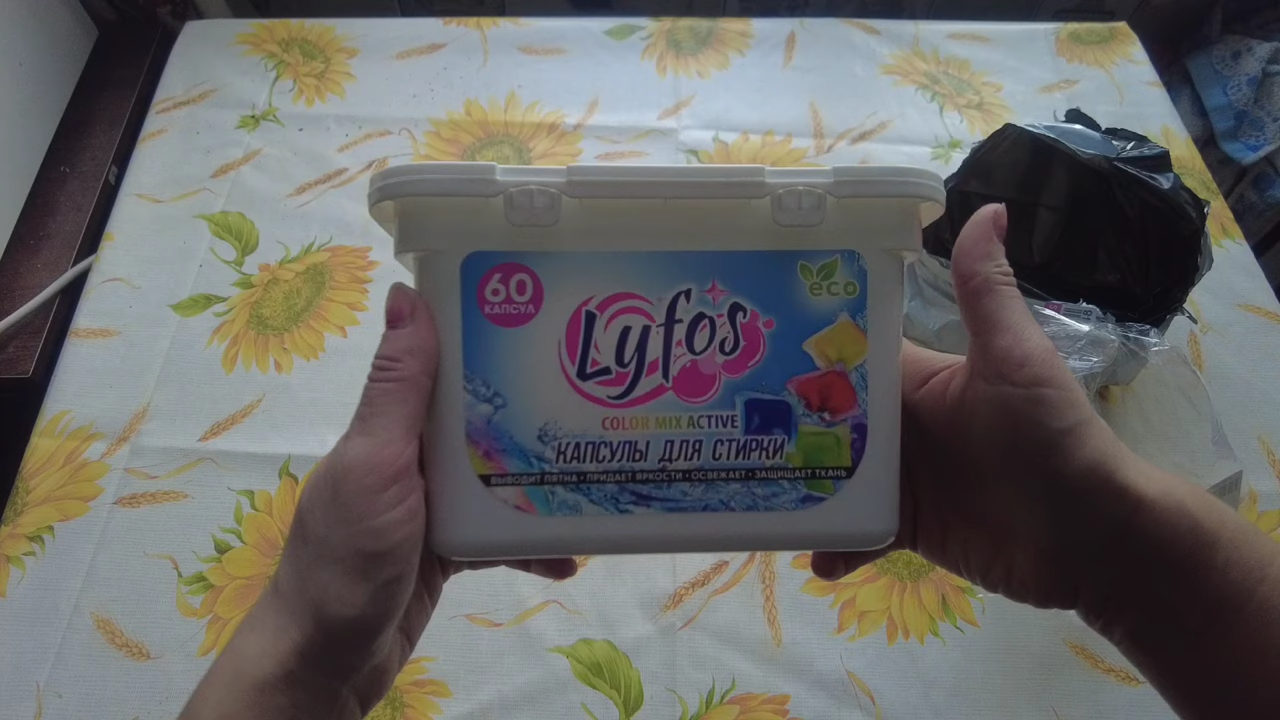 60
КАПСУЛ
eco
Lyfos
COLOR MIX ACTIVE
КАПСУЛЫ ДЛЯ СТИРКИ
ВЫВОДИТ ПЯТНА • ПРИДАЕТ ЯРКОСТИ • ОСВЕЖАЕТ • ЗАЩИЩАЕТ ТКАНЬ